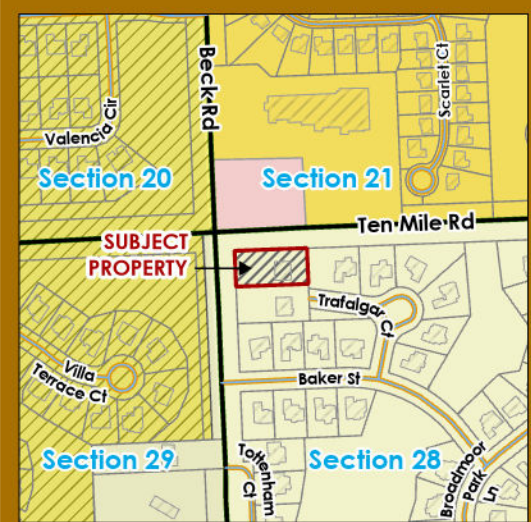 Beck Rd
Scarlet Ct
Valencia Cir
Section 20
Section 21
Ten Mile Rd
SUBJECT
PROPERTY
Trafalgar Ct
Villa
Terrace Ct
Baker St
Section 29
Section 28
Tottenham
Ct
Broadmoor
Park
Ln